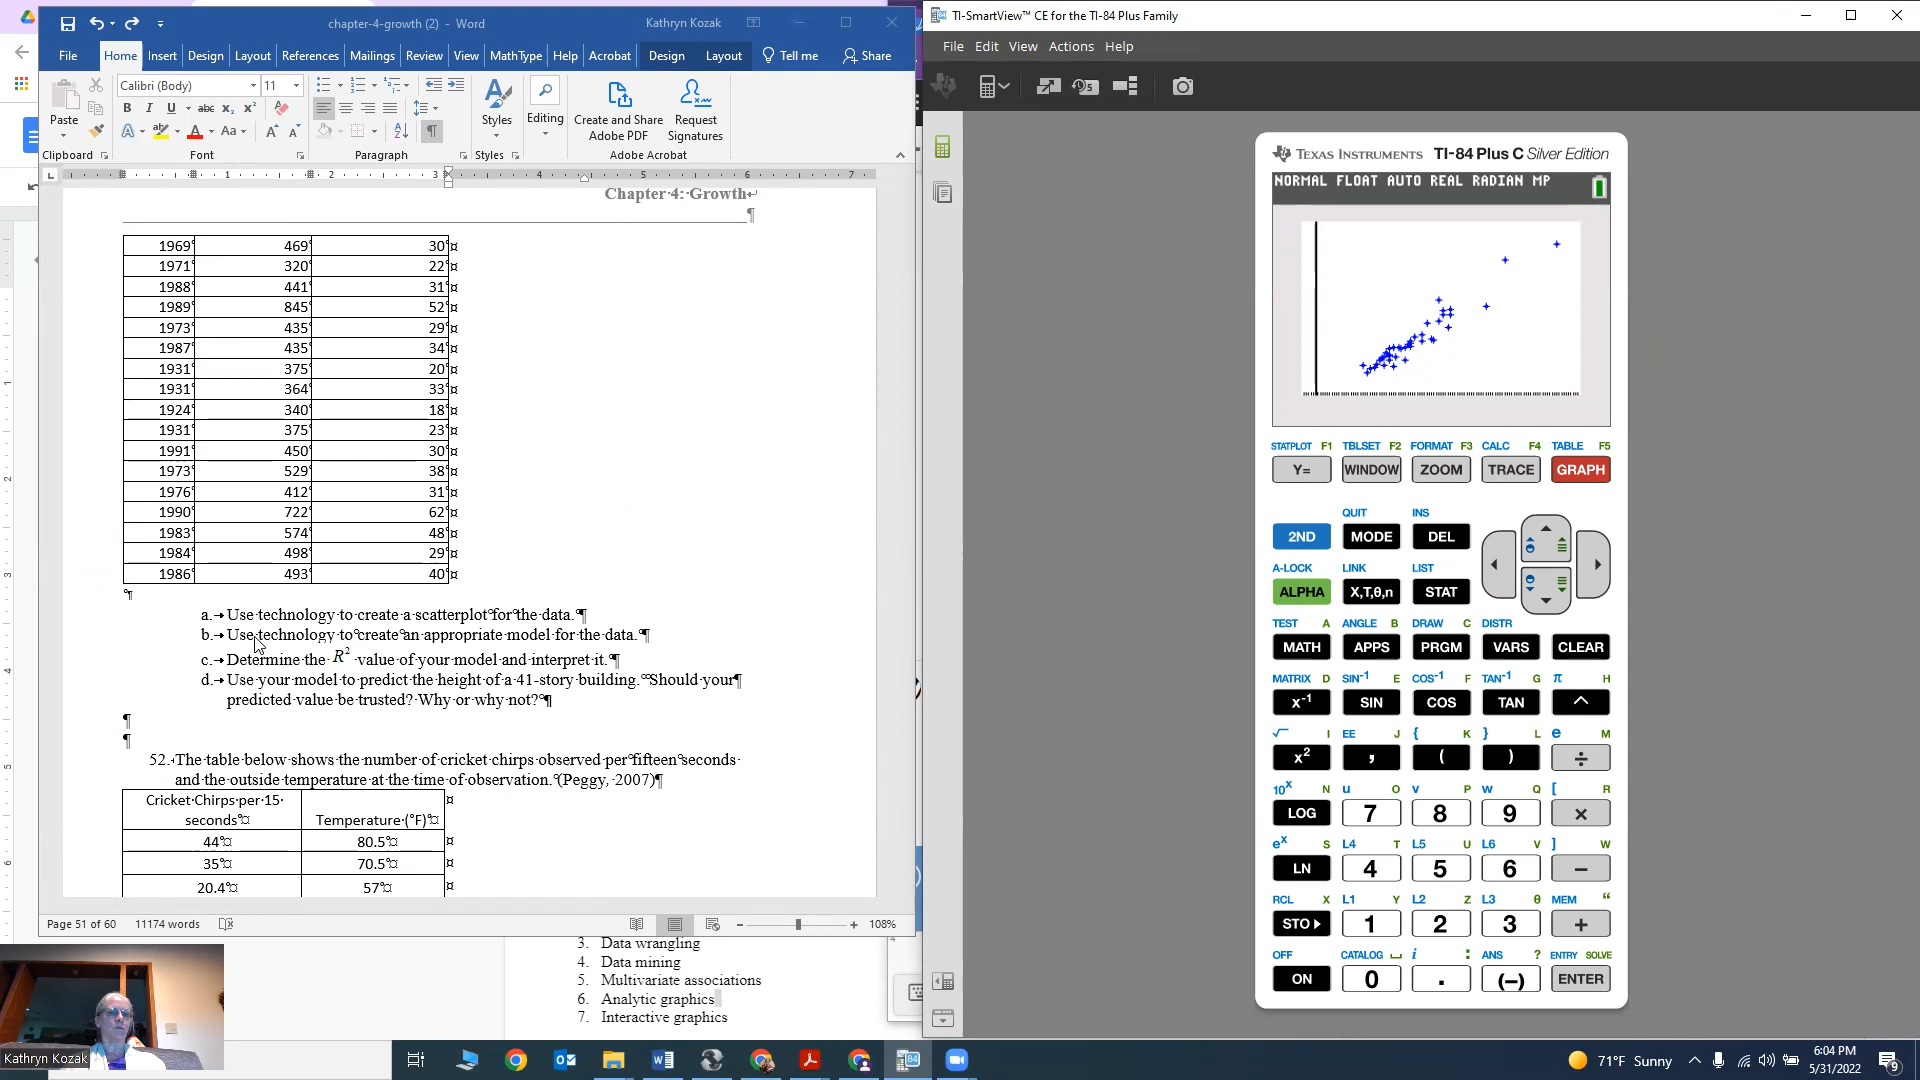 chapter-4-growth (2) - Word
Kathryn Kozak
File Home Insert Design Layout References Mailings Review View MathType Help Acrobat Design Layout Tell me Share
Calibri (Body) 11
Paste
Styles
Editing
Create and Share
Adobe PDF
Request
Signatures
Clipboard Font Paragraph Styles Adobe Acrobat
1 2 3 4 5 6 7
Chapter 4: Growth
1969 469 30
1971 320 22
1988 441 31
1989 845 52
1973 435 29
1987 435 34
1931 375 20
1931 364 33
1924 340 18
1931 375 23
1991 450 30
1973 529 38
1976 412 31
1990 722 62
1983 574 48
1984 498 29
1986 493 40
a. Use technology to create a scatterplot for the data.
b. Use technology to create an appropriate model for the data.
c. Determine the R² value of your model and interpret it.
d. Use your model to predict the height of a 41-story building. Should your
predicted value be trusted? Why or why not?
52. The table below shows the number of cricket chirps observed per fifteen seconds
and the outside temperature at the time of observation. (Peggy, 2007)
Cricket Chirps per 15
seconds Temperature (°F)
44 80.5
35 70.5
20.4 57
Page 51 of 60 11174 words 108%
3. Data wrangling
4. Data mining
5. Multivariate associations
6. Analytic graphics
7. Interactive graphics
Kathryn Kozak
TI-SmartView™ CE for the TI-84 Plus Family
File Edit View Actions Help
TEXAS INSTRUMENTS TI-84 Plus C Silver Edition
NORMAL FLOAT AUTO REAL RADIAN MP
STATPLOT F1 TBLSET F2 FORMAT F3 CALC F4 TABLE F5
Y= WINDOW ZOOM TRACE GRAPH
QUIT INS
2ND MODE DEL
A-LOCK LINK LIST
ALPHA X,T,θ,n STAT
TEST A ANGLE B DRAW C DISTR
MATH APPS PRGM VARS CLEAR
MATRIX D SIN⁻¹ E COS⁻¹ F TAN⁻¹ G π H
x⁻¹ SIN COS TAN ^
√ I EE J { K } L e M
x² , ( ) ÷
10ˣ N u O v P w Q [ R
LOG 7 8 9 ×
eˣ S L4 T L5 U L6 V ] W
LN 4 5 6 −
RCL X L1 Y L2 Z L3 θ MEM "
STO▶ 1 2 3 +
OFF CATALOG i : ANS ? ENTRY SOLVE
ON 0 . (−) ENTER
71°F Sunny
6:04 PM
5/31/2022